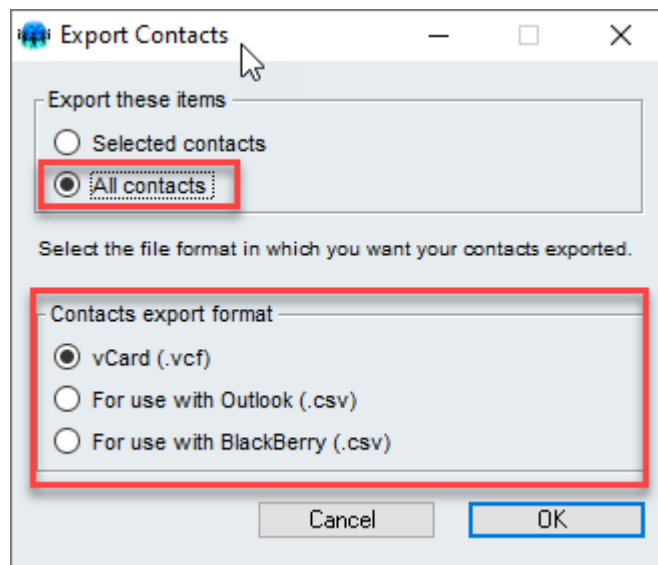 Export Contacts
Export these items
Selected contacts
All contacts
Select the file format in which you want your contacts exported.
Contacts export format
vCard (.vcf)
For use with Outlook (.csv)
For use with BlackBerry (.csv)
Cancel OK